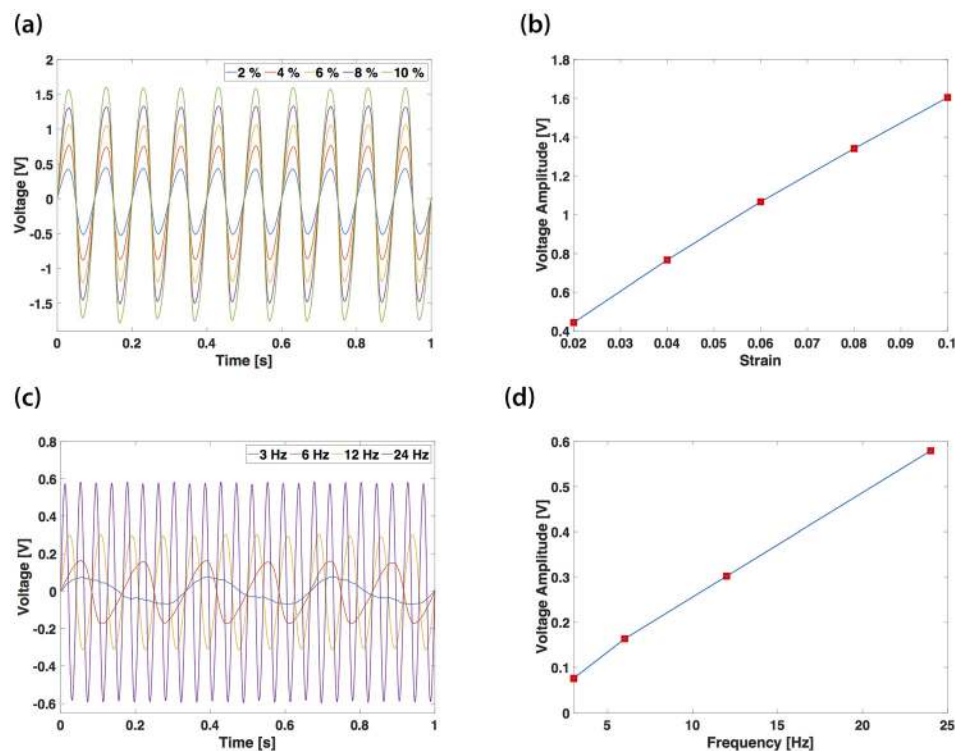 (a)
2 % 4 % 6 % 8 % 10 %
2
1.5
1
0.5
0
-0.5
-1
-1.5
Voltage [V]
0 0.2 0.4 0.6 0.8 1
Time [s]
(b)
1.8
1.6
1.4
1.2
1
0.8
0.6
0.4
Voltage Amplitude [V]
0.02 0.03 0.04 0.05 0.06 0.07 0.08 0.09 0.1
Strain
(c)
3 Hz 6 Hz 12 Hz 24 Hz
0.8
0.6
0.4
0.2
0
-0.2
-0.4
-0.6
Voltage [V]
0 0.2 0.4 0.6 0.8 1
Time [s]
(d)
0.6
0.5
0.4
0.3
0.2
0.1
0
Voltage Amplitude [V]
5 10 15 20 25
Frequency [Hz]